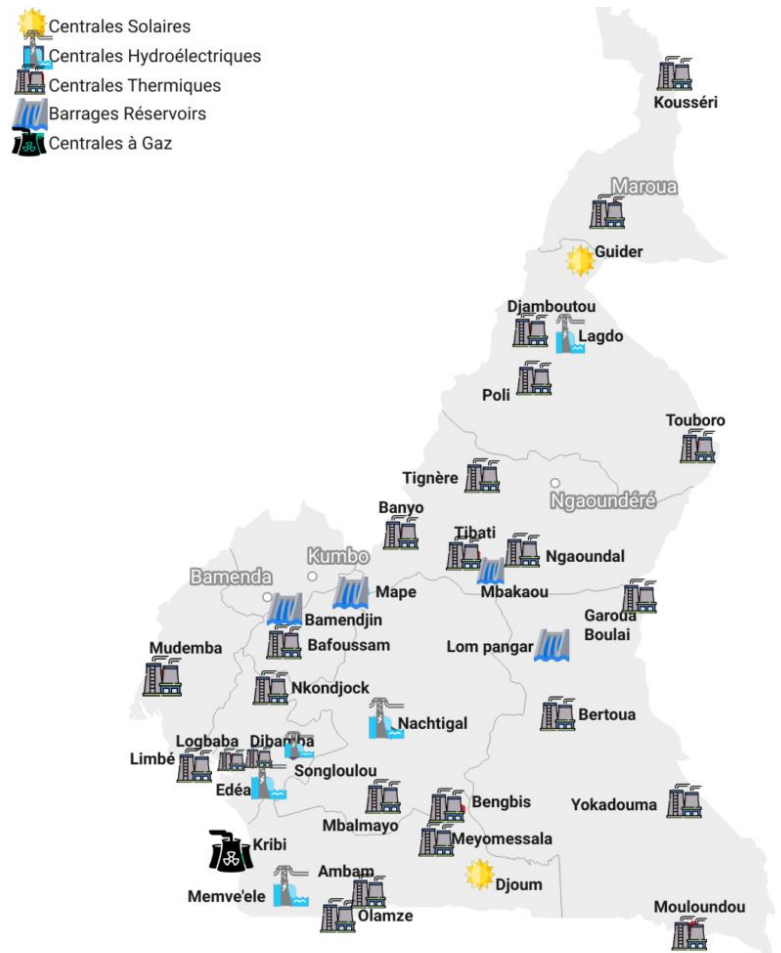 Centrales Solaires
Centrales Hydroélectriques
Centrales Thermiques
Barrages Réservoirs
Centrales à Gaz
Kousséri
Maroua
Guider
Djamboutou
Lagdo
Poli
Touboro
Tignère
Ngaoundéré
Banyo
Tibati
Ngaoundal
Kumbo
Bamenda
Mape
Mbakaou
Garoua
Boulai
Bamendjin
Mudemba
Bafoussam
Lom pangar
Nkondjock
Nachtigal
Bertoua
Logbaba
Dibamba
Limbé
Songloulou
Edéa
Mbalmayo
Bengbis
Yokadouma
Kribi
Meyomessala
Ambam
Memve'ele
Djoum
Olamze
Mouloundou